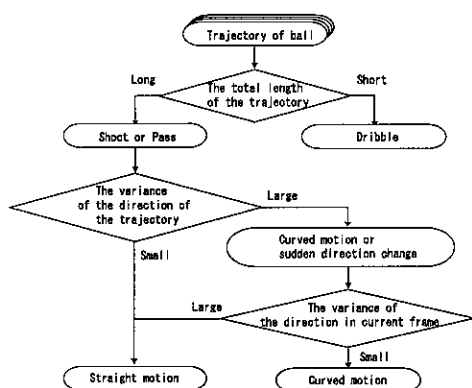 Trajectory of ball
Long
The total length
of the trajectory
Short
Shoot or Pass
Dribble
The variance
of the direction of
the trajectory
Large
Curved motion or
sudden direction change
Small
Large
The variance of
the direction in current frame
Small
Straight motion
Curved motion